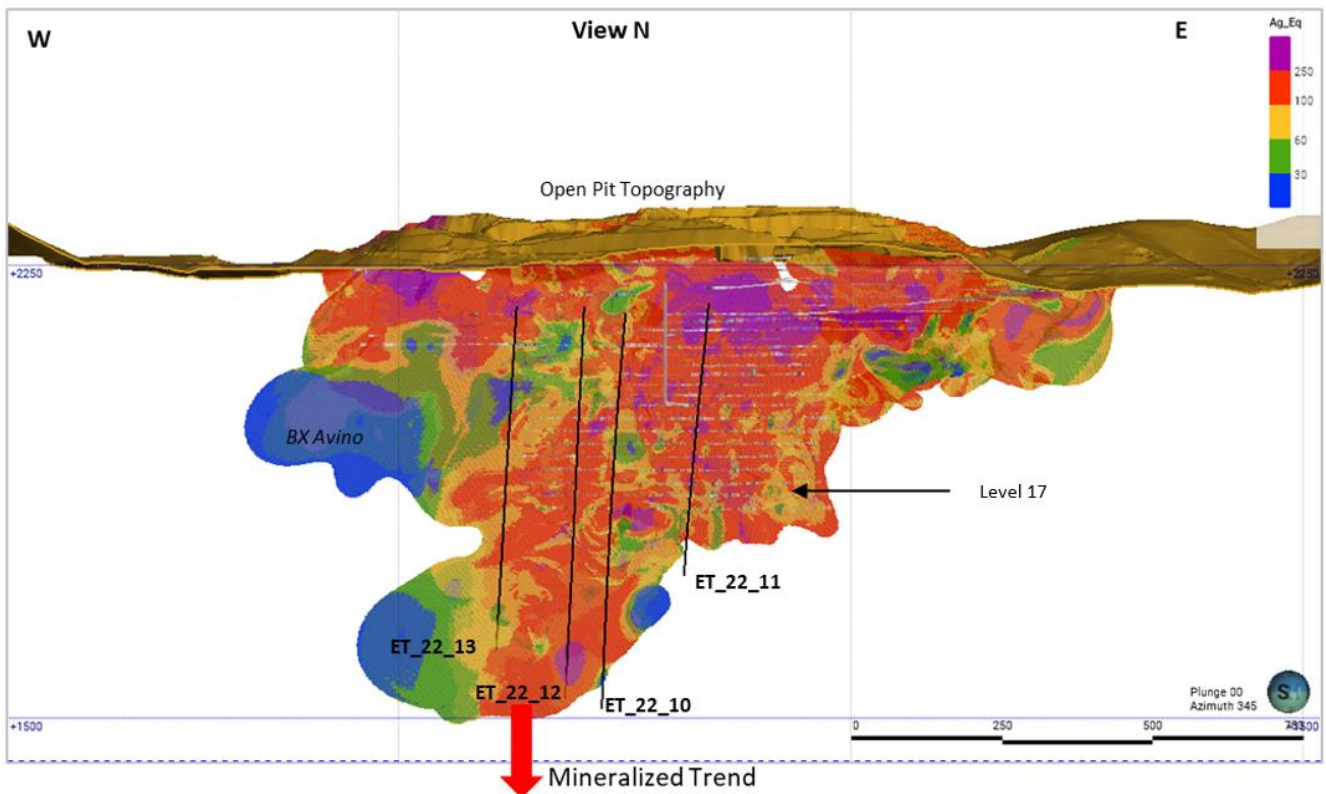 W
View N
E
Ag_Eq
250
100
60
30
Open Pit Topography
+2250
+2250
BX Avino
Level 17
ET_22_11
ET_22_13
ET_22_12
ET_22_10
Plunge 00
Azimuth 345
S
+1500
0
250
500
Mineralized Trend